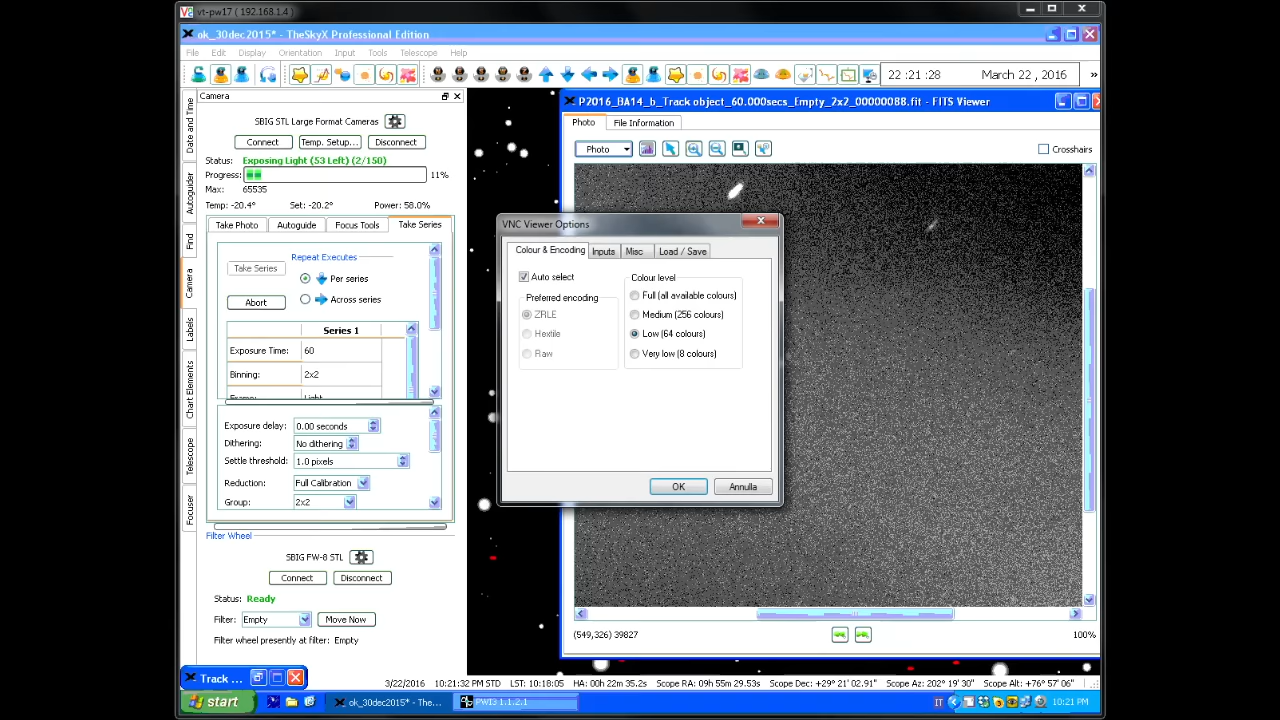 vt-pw17 ( 192.168.1.4 )
ok_30dec2015* - TheSkyX Professional Edition
File Edit Display Orientation Input Tools Telescope Help
22:21:28 March 22 , 2016 »
Camera
P2016_BA14_b_Track object_60.000secs_Empty_2x2_00000088.fit - FITS Viewer
Photo File Information
Photo Crosshairs
Date and Time
Autoguider
Find
Camera
Labels
Chart Elements
Telescope
Focuser
SBIG STL Large Format Cameras
Connect Temp. Setup... Disconnect
Status: Exposing Light (53 Left) (2/150)
Progress: 11%
Max: 65535
Temp: -20.4° Set: -20.2° Power: 58.0%
Take Photo Autoguide Focus Tools Take Series
Repeat Executes
Take Series Per series
Abort Across series
Series 1
Exposure Time: 60
Binning: 2x2
Frame: Light
Exposure delay: 0.00 seconds
Dithering: No dithering
Settle threshold: 1.0 pixels
Reduction: Full Calibration
Group: 2x2
Filter Wheel
SBIG FW-8 STL
Connect Disconnect
Status: Ready
Filter: Empty Move Now
Filter wheel presently at filter: Empty
VNC Viewer Options
Colour & Encoding Inputs Misc Load / Save
Auto select
Preferred encoding
ZRLE
Hextile
Raw
Colour level
Full (all available colours)
Medium (256 colours)
Low (64 colours)
Very low (8 colours)
OK Annulla
(549,326) 39827 100%
Track ...
3/22/2016 10:21:32 PM STD LST: 10:18:05 HA: 00h 22m 35.2s Scope RA: 09h 55m 29.53s Scope Dec: +29° 21' 02.91" Scope Az: 202° 19' 30" Scope Alt: +76° 57' 06"
start ok_30dec2015* - The... PWI3 1.1.2.1 IT 10:21 PM